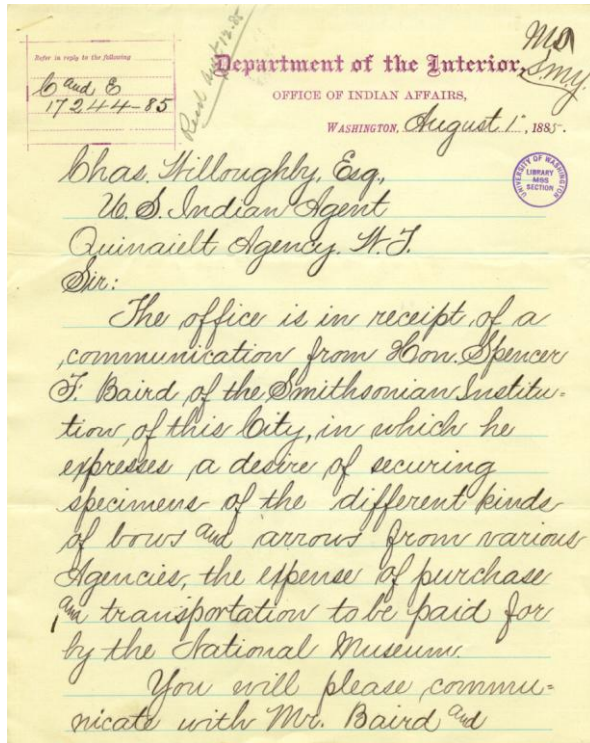 Refer in reply to the following
C and E
17244-85
Recd Aug 12. 85
Department of the Interior,
OFFICE OF INDIAN AFFAIRS,
WASHINGTON, August 1", 1885.
UNIVERSITY OF WASHINGTON
LIBRARY
MSS
SECTION
Chas. Willoughby, Esq.,
U. S. Indian Agent
Quinaielt Agency. W. T.
Sir:
The office is in receipt of a
communication from Hon. Spencer
F. Baird of the Smithsonian Institu-
tion, of this City, in which he
expresses a desire of securing
specimens of the different kinds
of bows and arrows from various
Agencies, the expense of purchase
and transportation to be paid for
by the National Museum.
You will please commu-
nicate with Mr. Baird and